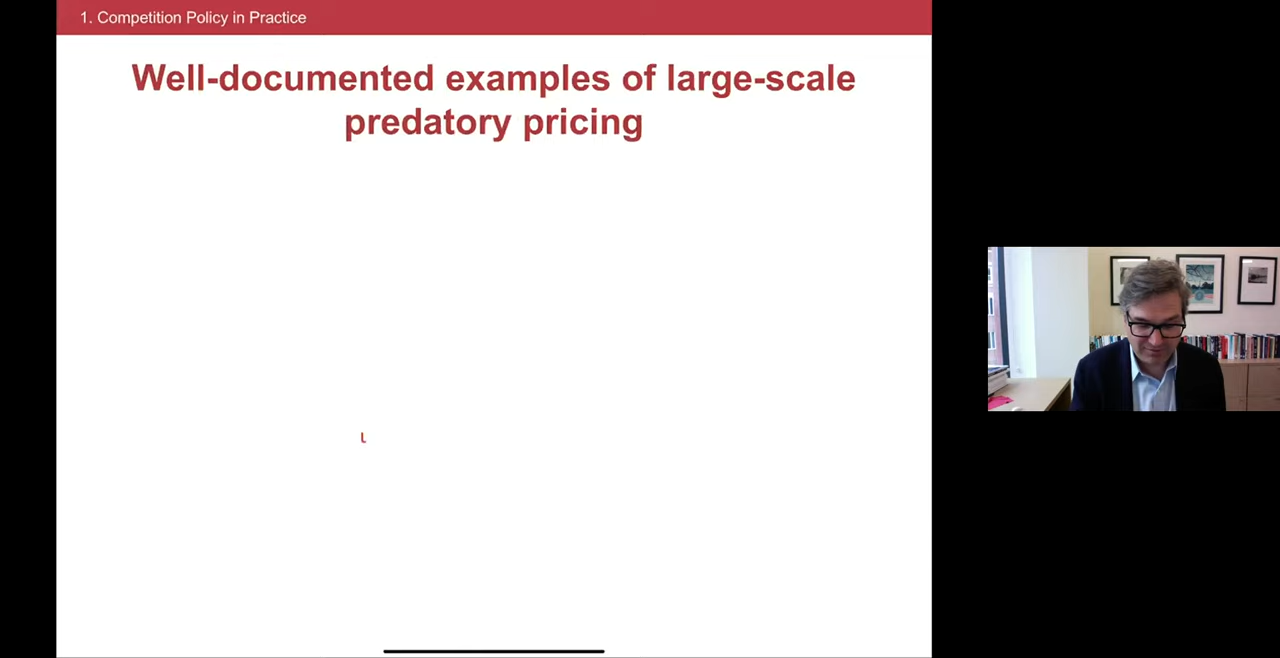 1. Competition Policy in Practice
Well-documented examples of large-scale
predatory pricing